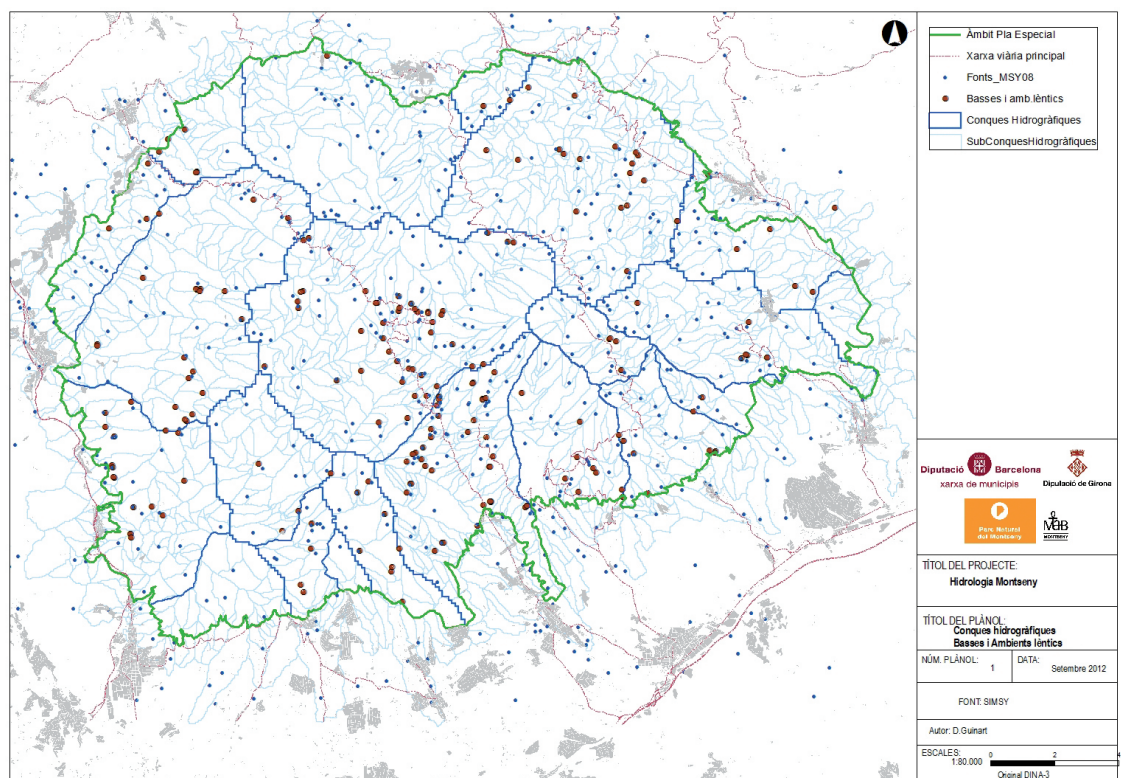 Àmbit Pla Especial
Xarxa viària principal
Fonts_MSY08
Basses i amb.lèntics
Conques Hidrogràfiques
SubConquesHidrogràfiques
Diputació Barcelona
xarxa de municipis
Diputació de Girona
Parc Natural
del Montseny
MaB
MONTSENY
TÍTOL DEL PROJECTE:
Hidrologia Montseny
TÍTOL DEL PLÀNOL:
Conques hidrogràfiques
Basses i Ambients lèntics
NÚM. PLÀNOL: 1
DATA: Setembre 2012
FONT: SIMSY
Autor: D.Guinart
ESCALES:
1:80.000
0 2 4
Original DINA-3